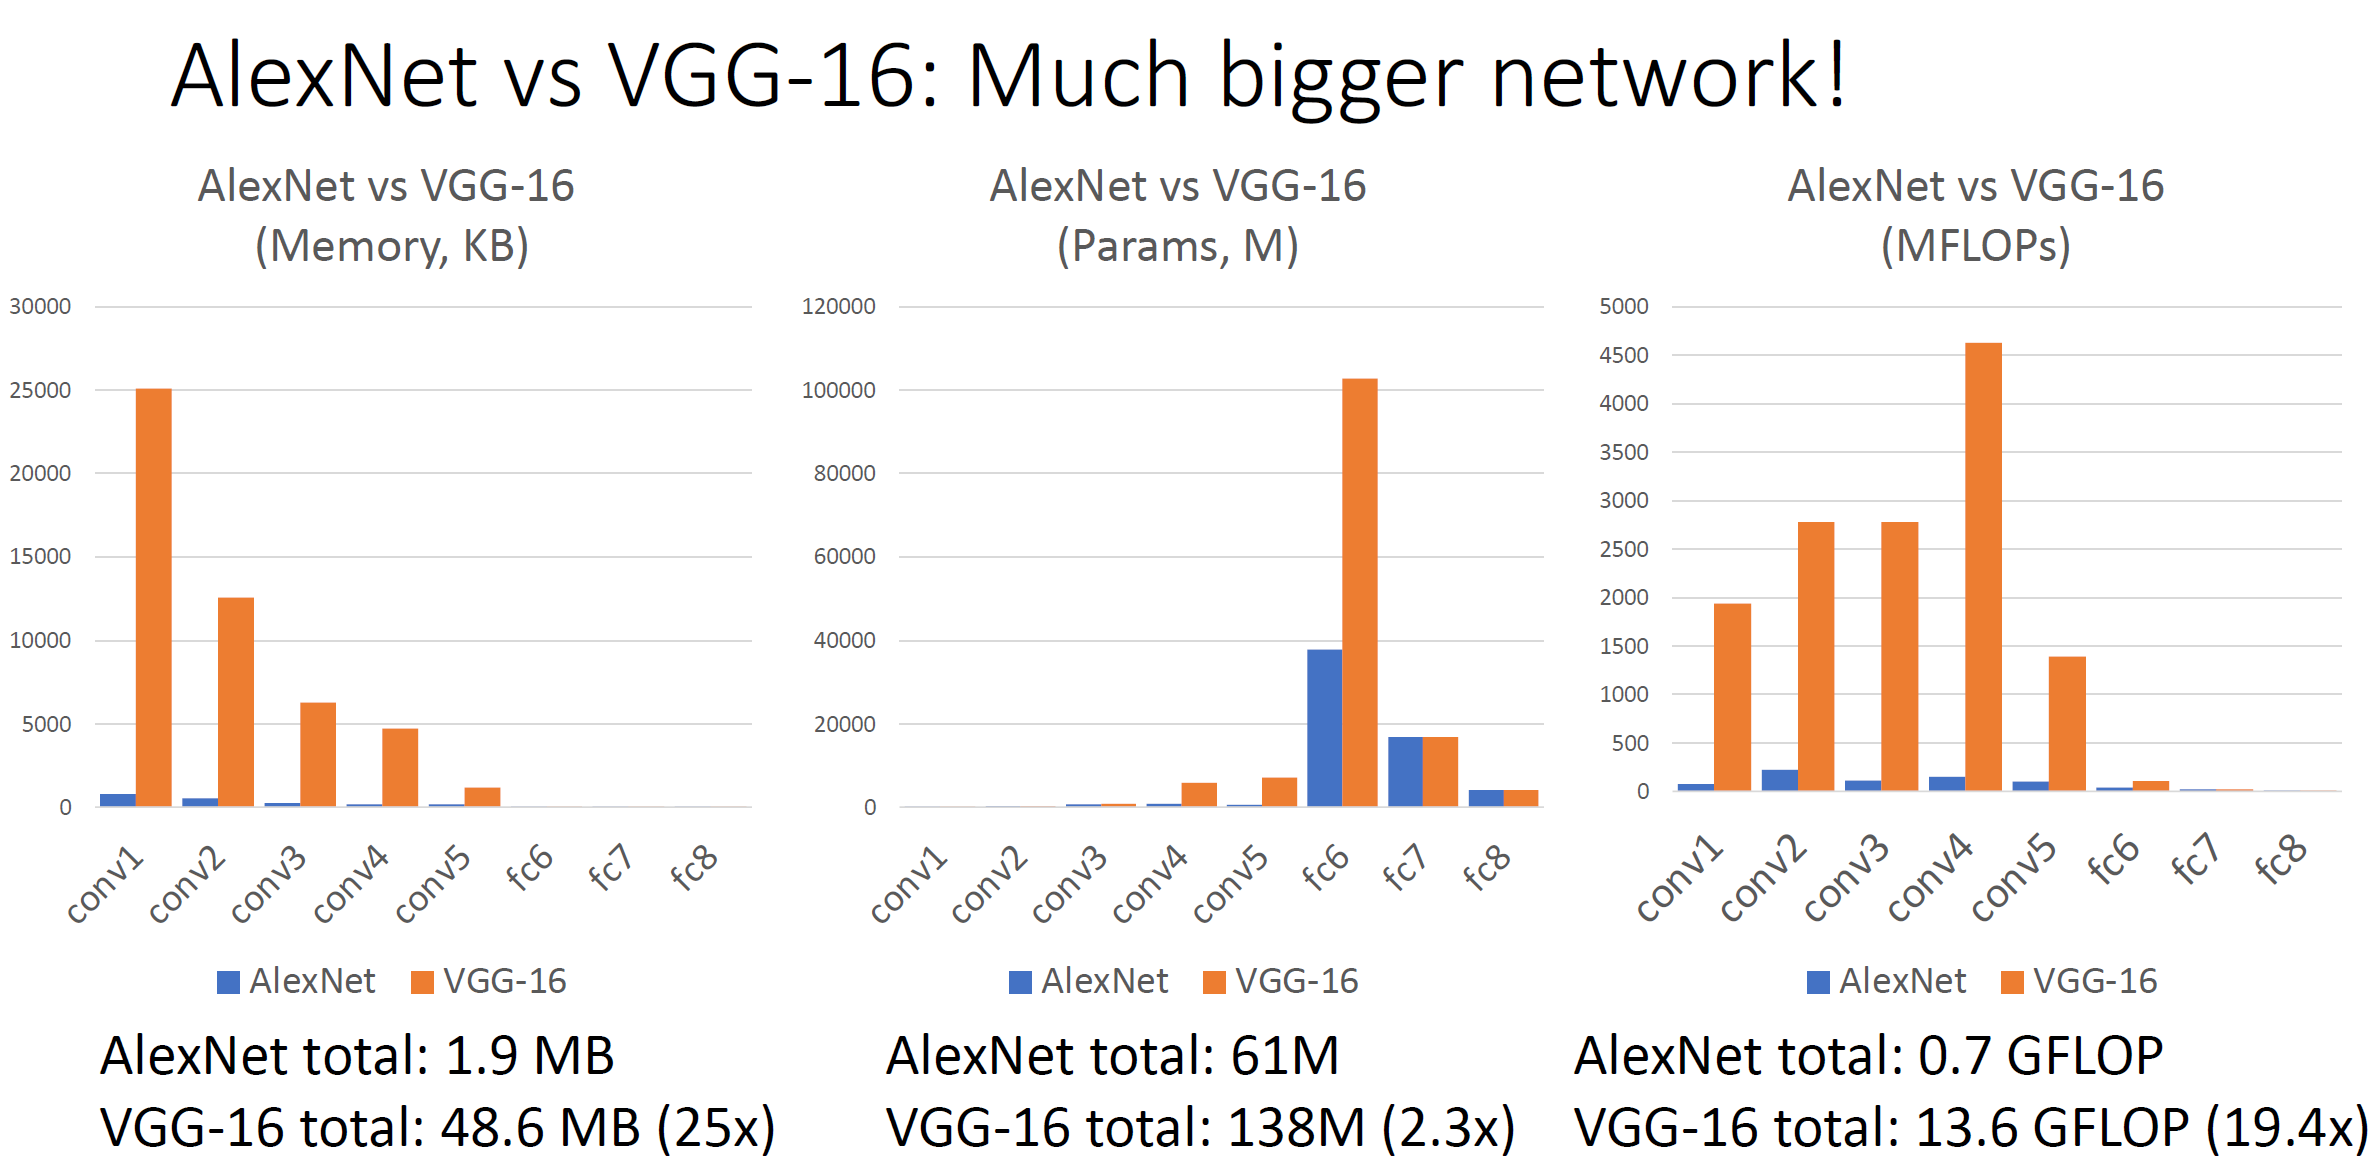 AlexNet vs VGG-16: Much bigger network!
AlexNet vs VGG-16
(Memory, KB)
30000
25000
20000
15000
10000
5000
0
conv1
conv2
conv3
conv4
conv5
fc6
fc7
fc8
AlexNet VGG-16
AlexNet total: 1.9 MB
VGG-16 total: 48.6 MB (25x)
AlexNet vs VGG-16
(Params, M)
120000
100000
80000
60000
40000
20000
0
conv1
conv2
conv3
conv4
conv5
fc6
fc7
fc8
AlexNet VGG-16
AlexNet total: 61M
VGG-16 total: 138M (2.3x)
AlexNet vs VGG-16
(MFLOPs)
5000
4500
4000
3500
3000
2500
2000
1500
1000
500
0
conv1
conv2
conv3
conv4
conv5
fc6
fc7
fc8
AlexNet VGG-16
AlexNet total: 0.7 GFLOP
VGG-16 total: 13.6 GFLOP (19.4x)